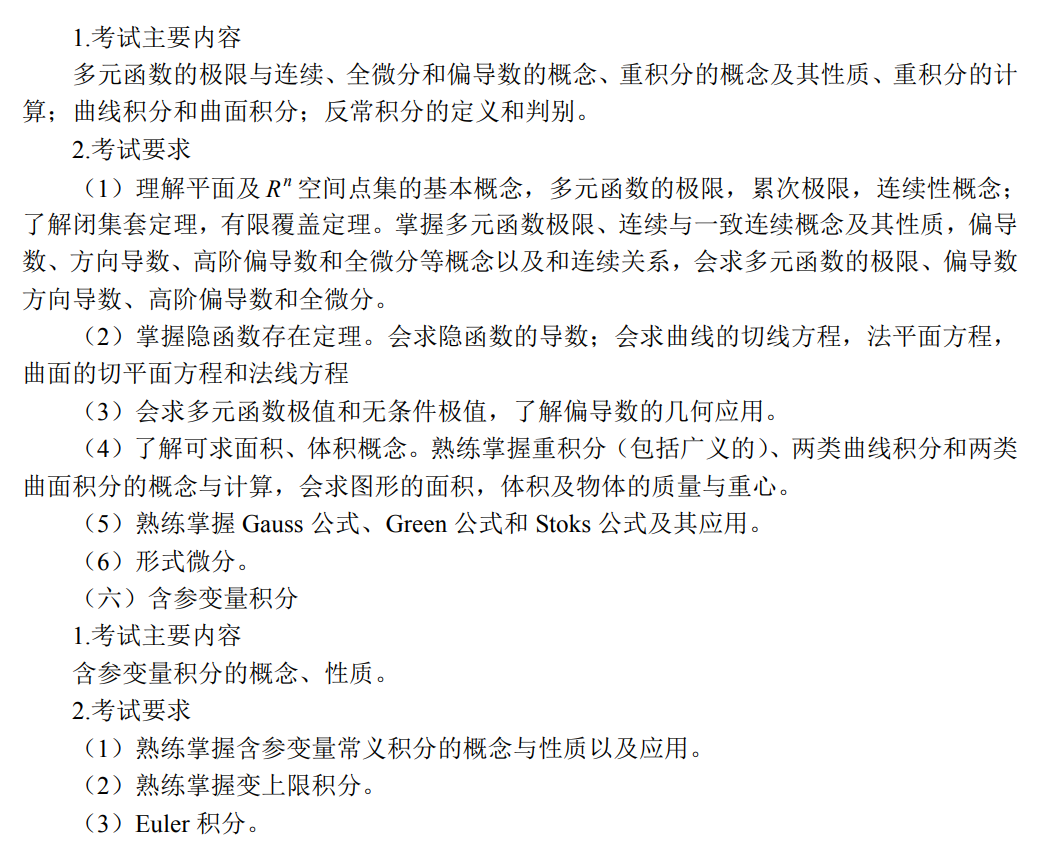 1.考试主要内容
多元函数的极限与连续、全微分和偏导数的概念、重积分的概念及其性质、重积分的计
算；曲线积分和曲面积分；反常积分的定义和判别。
2.考试要求
（1）理解平面及 Rⁿ 空间点集的基本概念，多元函数的极限，累次极限，连续性概念；
了解闭集套定理，有限覆盖定理。掌握多元函数极限、连续与一致连续概念及其性质，偏导
数、方向导数、高阶偏导数和全微分等概念以及和连续关系，会求多元函数的极限、偏导数
方向导数、高阶偏导数和全微分。
（2）掌握隐函数存在定理。会求隐函数的导数；会求曲线的切线方程，法平面方程，
曲面的切平面方程和法线方程
（3）会求多元函数极值和无条件极值，了解偏导数的几何应用。
（4）了解可求面积、体积概念。熟练掌握重积分（包括广义的）、两类曲线积分和两类
曲面积分的概念与计算，会求图形的面积，体积及物体的质量与重心。
（5）熟练掌握 Gauss 公式、Green 公式和 Stoks 公式及其应用。
（6）形式微分。
（六）含参变量积分
1.考试主要内容
含参变量积分的概念、性质。
2.考试要求
（1）熟练掌握含参变量常义积分的概念与性质以及应用。
（2）熟练掌握变上限积分。
（3）Euler 积分。